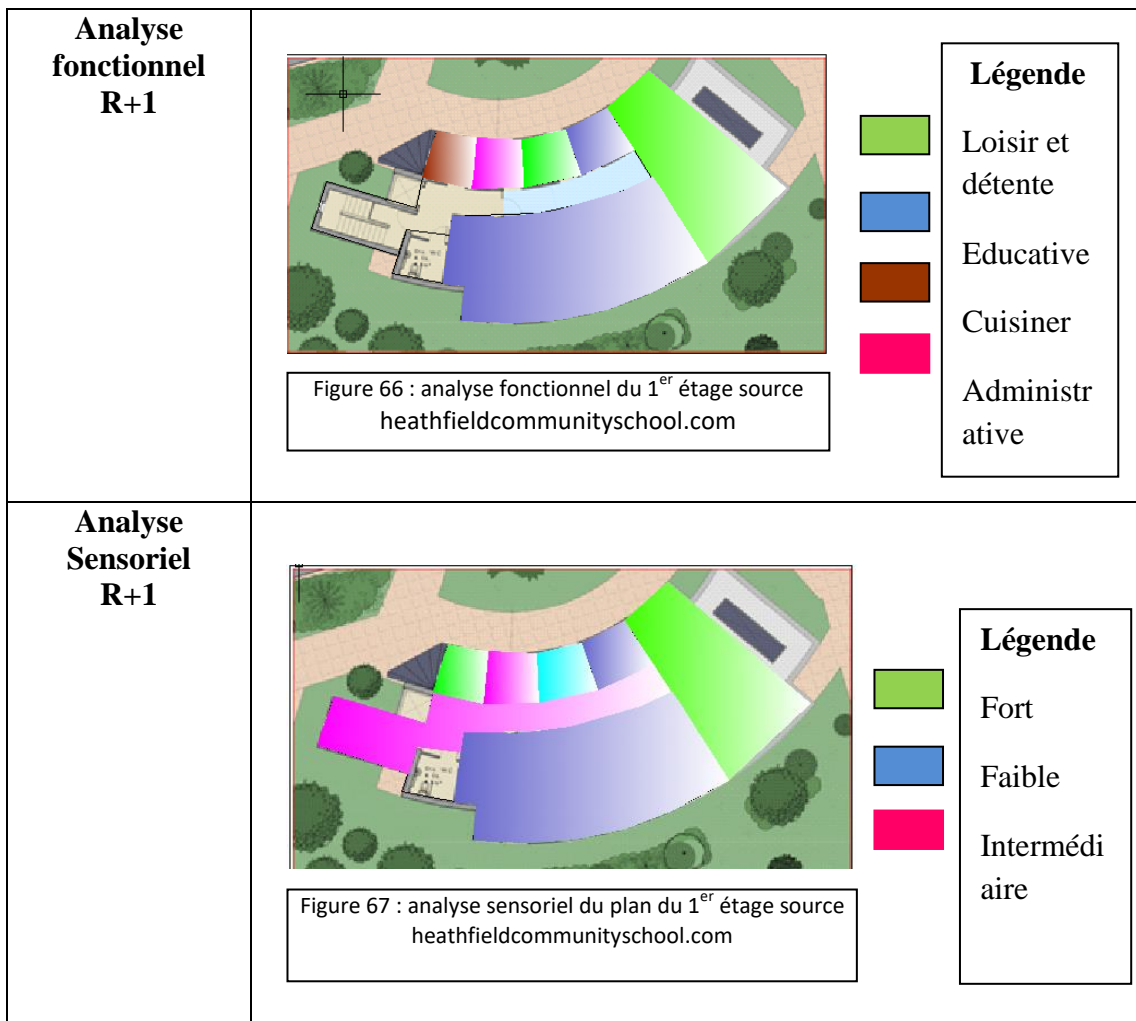 Analyse
fonctionnel
R+1
Légende
Loisir et
détente
Educative
Cuisiner
Administr
ative
Figure 66 : analyse fonctionnel du 1er étage source
heathfieldcommunityschool.com
Analyse
Sensoriel
R+1
Légende
Fort
Faible
Intermédi
aire
Figure 67 : analyse sensoriel du plan du 1er étage source
heathfieldcommunityschool.com